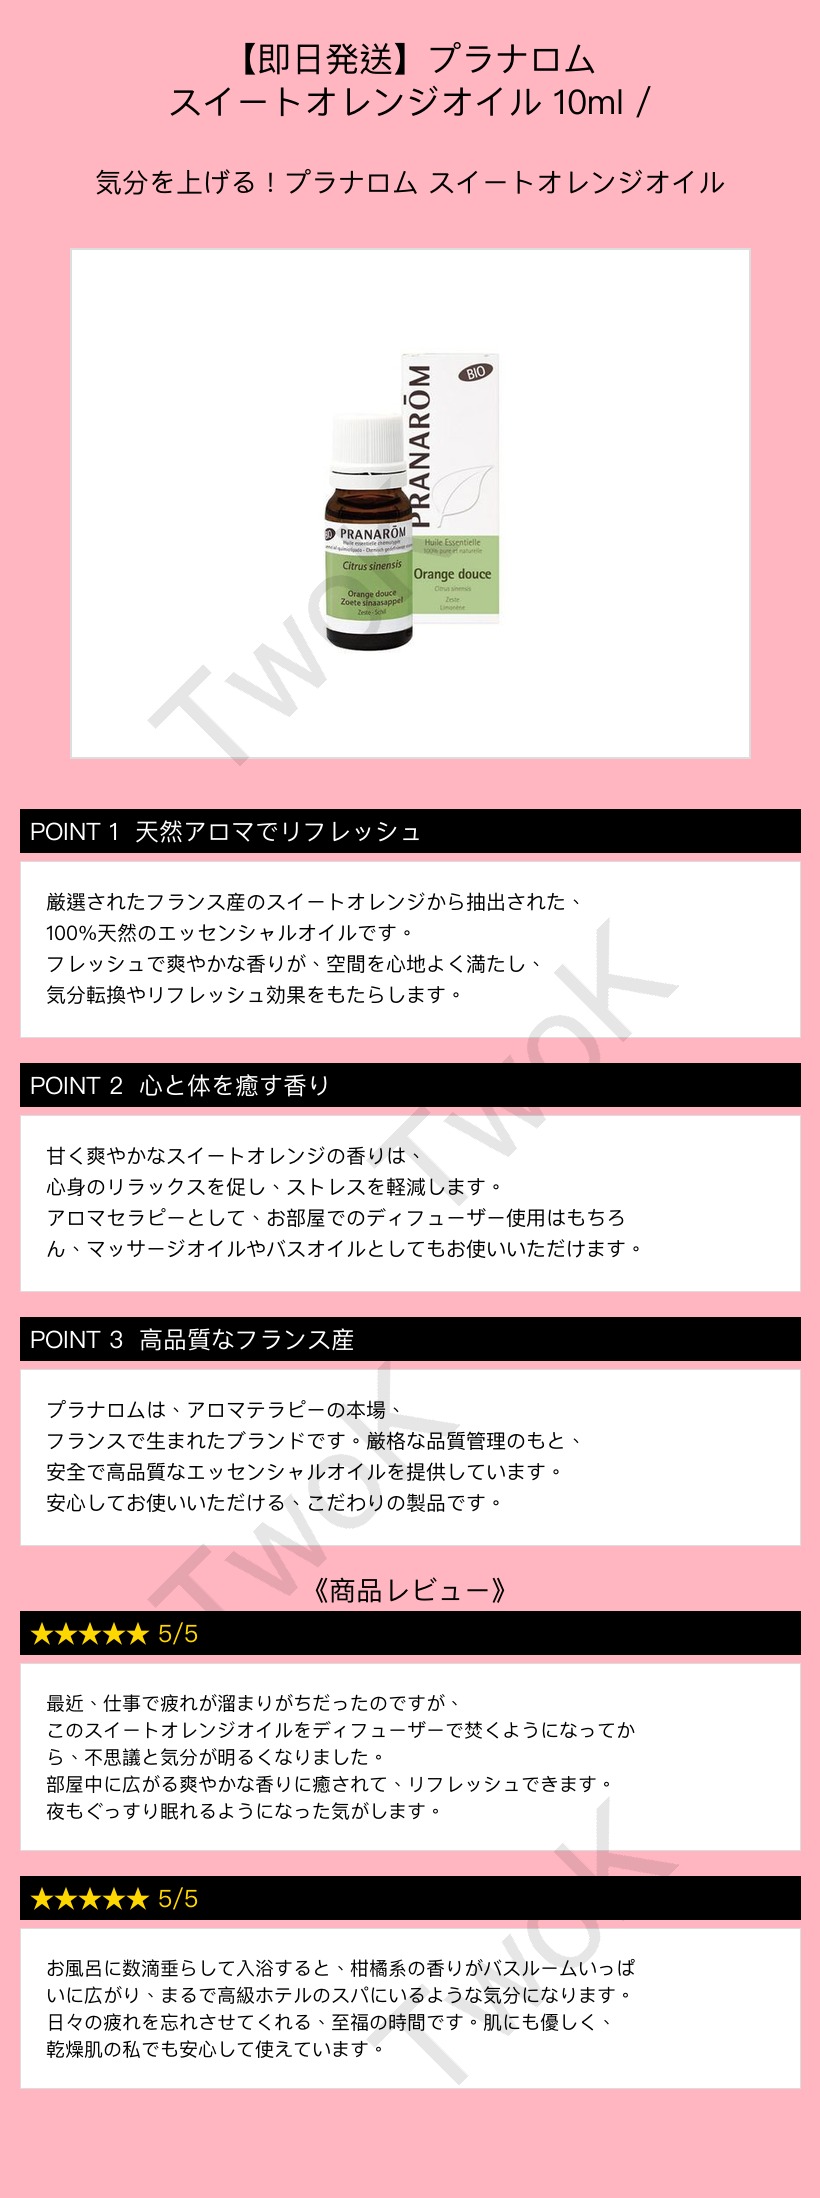 【即日発送】プラナロム
スイートオレンジオイル 10ml /
気分を上げる！プラナロム スイートオレンジオイル
BIO
PRANARŌM
Huile Essentielle
100% pure et naturelle
Orange douce
Citrus sinensis
Zeste
Limonène
BIO PRANARŌM
Huile essentielle chémotypée
Citrus sinensis
Orange douce
Zoete sinaasappel
Zeste - Schil
TwoK
POINT 1 天然アロマでリフレッシュ
厳選されたフランス産のスイートオレンジから抽出された、
100%天然のエッセンシャルオイルです。
フレッシュで爽やかな香りが、空間を心地よく満たし、
気分転換やリフレッシュ効果をもたらします。
TwoK
POINT 2 心と体を癒す香り
甘く爽やかなスイートオレンジの香りは、
心身のリラックスを促し、ストレスを軽減します。
アロマセラピーとして、お部屋でのディフューザー使用はもちろ
ん、マッサージオイルやバスオイルとしてもお使いいただけます。
POINT 3 高品質なフランス産
プラナロムは、アロマテラピーの本場、
フランスで生まれたブランドです。厳格な品質管理のもと、
安全で高品質なエッセンシャルオイルを提供しています。
安心してお使いいただける、こだわりの製品です。
TwoK
《商品レビュー》
★★★★★ 5/5
最近、仕事で疲れが溜まりがちだったのですが、
このスイートオレンジオイルをディフューザーで焚くようになってか
ら、不思議と気分が明るくなりました。
部屋中に広がる爽やかな香りに癒されて、リフレッシュできます。
夜もぐっすり眠れるようになった気がします。
TwoK
★★★★★ 5/5
お風呂に数滴垂らして入浴すると、柑橘系の香りがバスルームいっぱ
いに広がり、まるで高級ホテルのスパにいるような気分になります。
日々の疲れを忘れさせてくれる、至福の時間です。肌にも優しく、
乾燥肌の私でも安心して使えています。